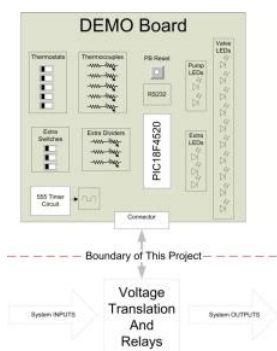 DEMO Board
Thermostats
Thermocouples
PSI Reset
Pump
LEDs
Valve
LEDs
RS232
Extra
Switches
Extra Dividers
PIC18F4520
Extra
LEDs
555 Timer
Circuit
Connector
Boundary of This Project
System INPUTS
Voltage
Translation
And
Relays
System OUTPUTS